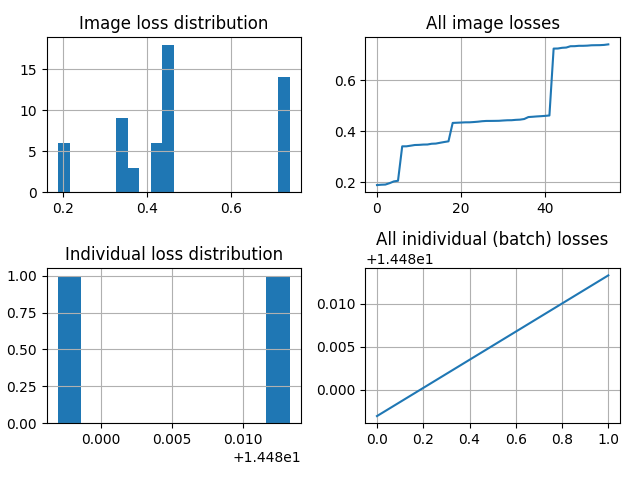 Image loss distribution
15
10
5
0
0.2 0.4 0.6
All image losses
0.6
0.4
0.2
0 20 40
Individual loss distribution
1.00
0.75
0.50
0.25
0.00
0.000 0.005 0.010
+1.448e1
All inidividual (batch) losses
+1.448e1
0.010
0.005
0.000
0.0 0.2 0.4 0.6 0.8 1.0